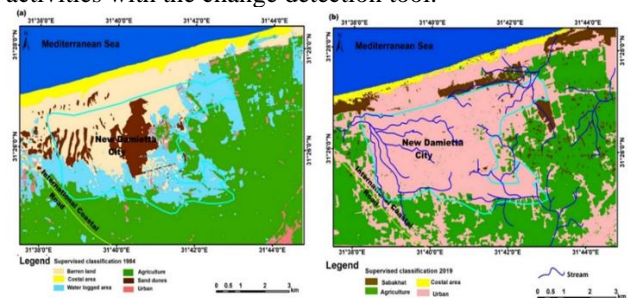 activities with the change detection tool.
(a)
31°38'0"E 31°40'0"E 31°42'0"E 31°44'0"E
Mediterranean Sea
New Damietta
City
International Coastal
Road
31°38'0"E 31°40'0"E 31°42'0"E 31°44'0"E
Legend Supervised classification 1984
Barren land
Costal area
Water logged area
Agriculture
Sand dunes
Urban
0 0.5 1 2 3
km
(b)
31°38'0"E 31°40'0"E 31°42'0"E 31°44'0"E
Mediterranean Sea
New Damietta
City
International Coastal
Road
31°38'0"E 31°40'0"E 31°42'0"E 31°44'0"E
Legend
Supervised classification 2019
Sabakhat
Agriculture
Costal area
Urban
Stream
0 0.5 1 2 3
km